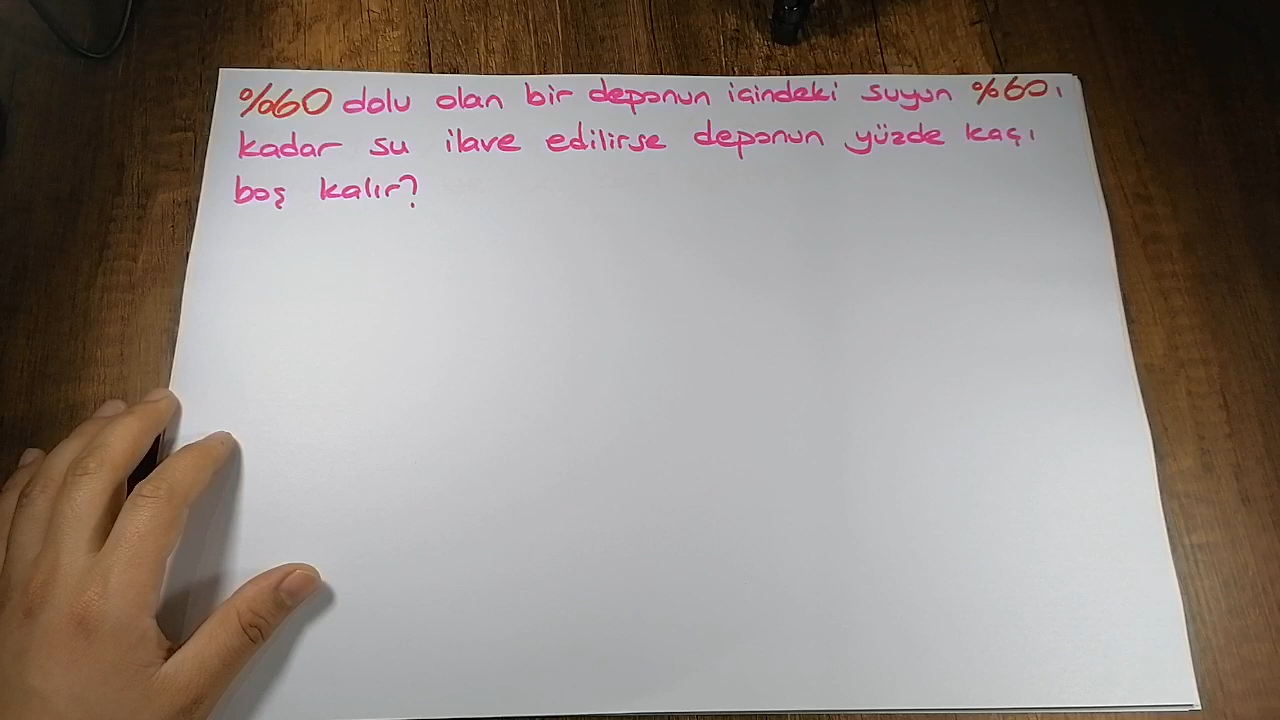 %60 dolu olan bir deponun içindeki suyun %60ı
kadar su ilave edilirse deponun yüzde kaçı
boş kalır?